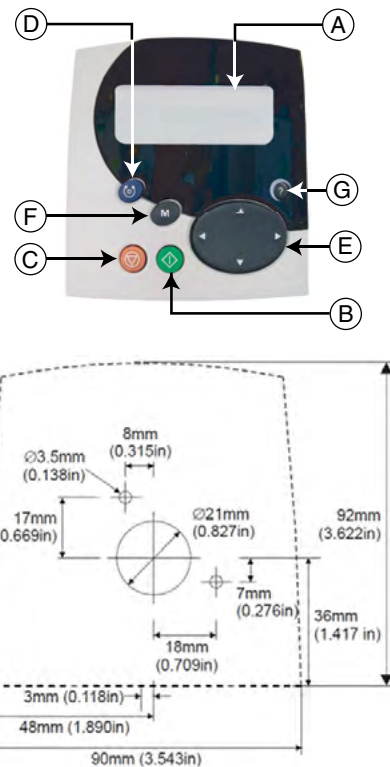 D
A
G
F
M
?
E
C
B
8mm
(0.315in)
Ø3.5mm
(0.138in)
17mm
0.669in)
Ø21mm
(0.827in)
92mm
(3.622in)
7mm
(0.276in)
36mm
(1.417 in)
18mm
(0.709in)
3mm (0.118in)
48mm (1.890in)
90mm (3.543in)